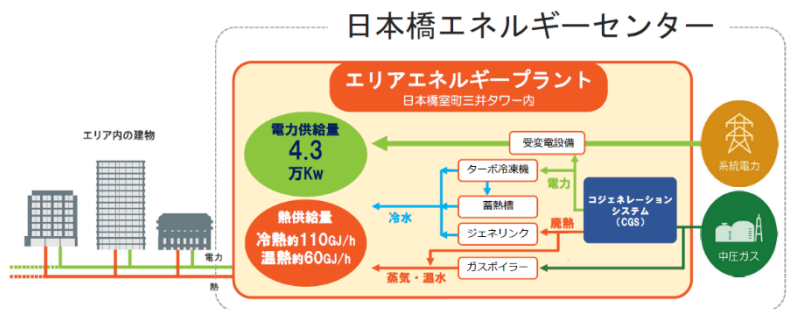 日本橋エネルギーセンター
エリアエネルギープラント
日本橋室町三井タワー内
エリア内の建物
電力供給量
4.3
万Kw
受変電設備
系統電力
ターボ冷凍機
電力
蓄熱槽
コジェネレーション
システム
(CGS)
冷水
熱供給量
冷熱約110GJ/h
温熱約60GJ/h
ジェネリンク
廃熱
中圧ガス
電力
熱
蒸気・温水
ガスボイラー